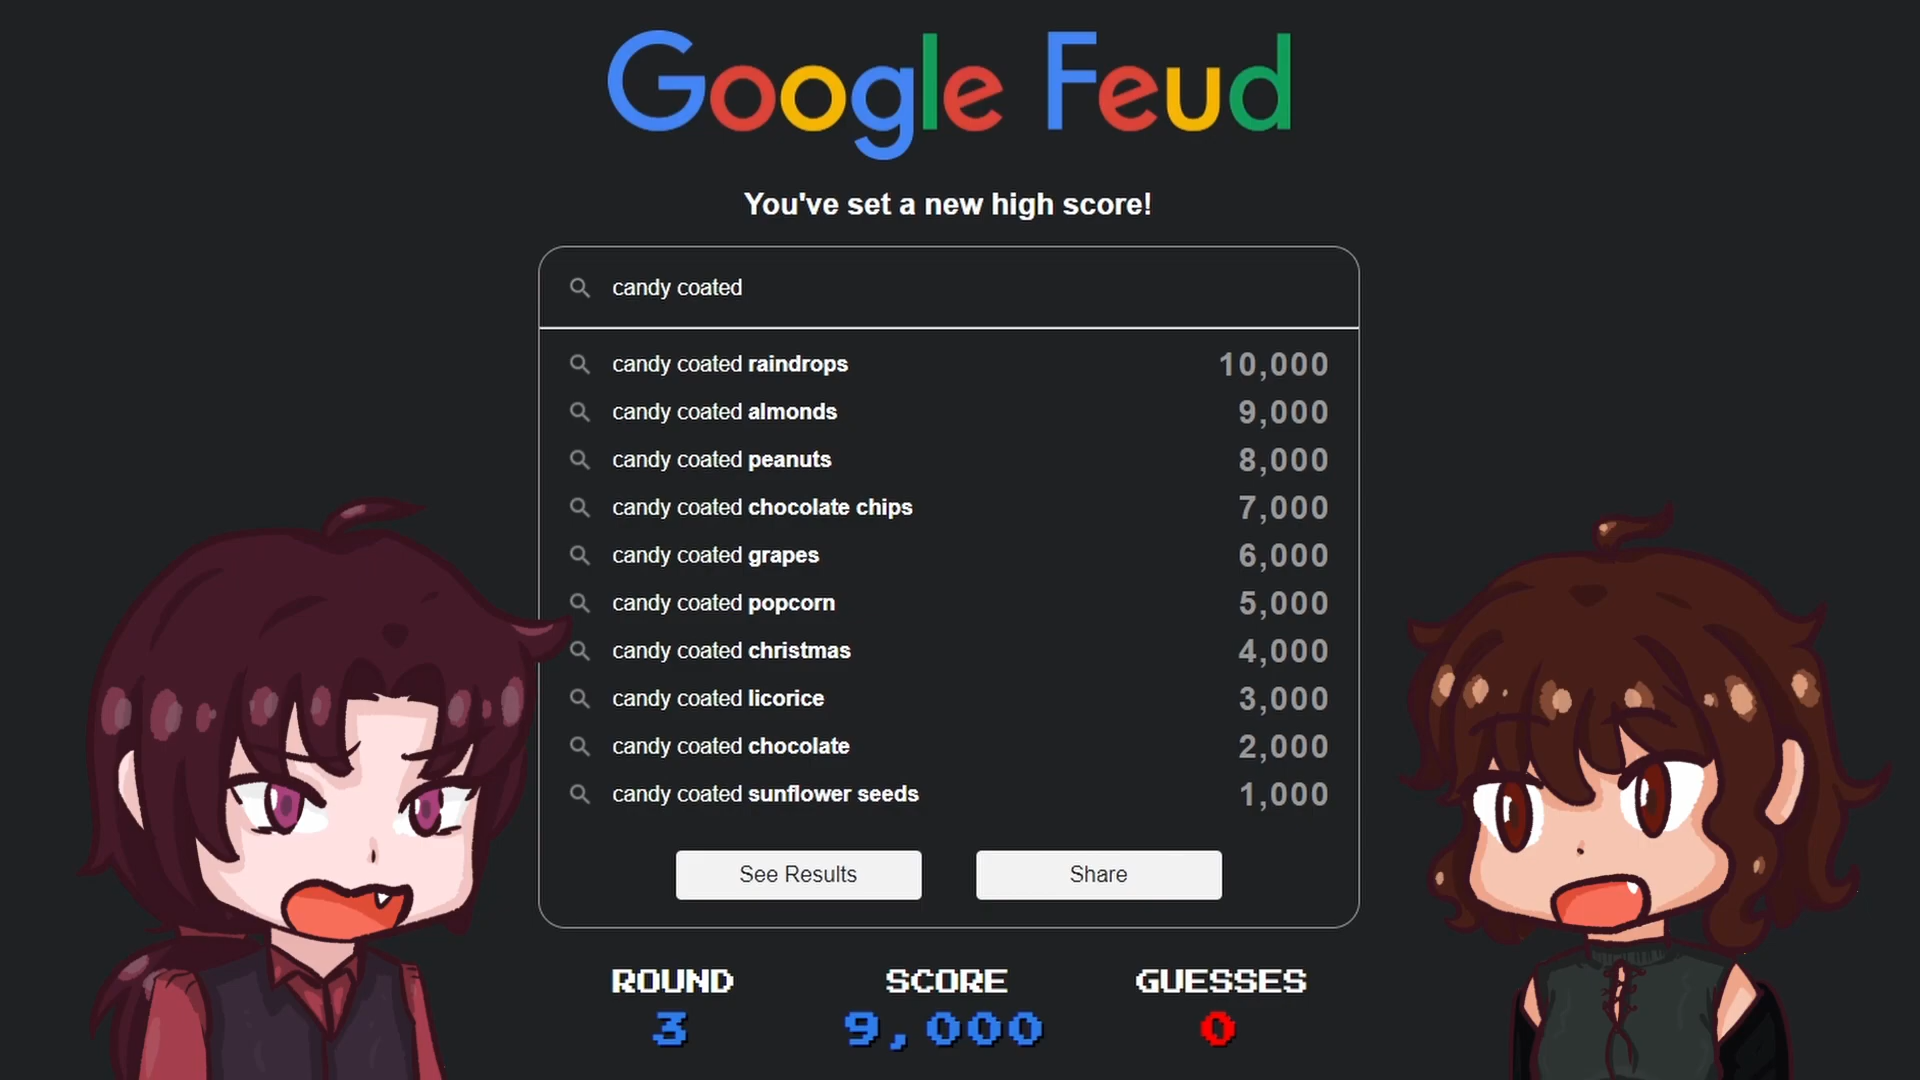 Google Feud
You've set a new high score!
candy coated
candy coated raindrops 10,000
candy coated almonds 9,000
candy coated peanuts 8,000
candy coated chocolate chips 7,000
candy coated grapes 6,000
candy coated popcorn 5,000
candy coated christmas 4,000
candy coated licorice 3,000
candy coated chocolate 2,000
candy coated sunflower seeds 1,000
See Results Share
ROUND SCORE GUESSES
3 9,000 0